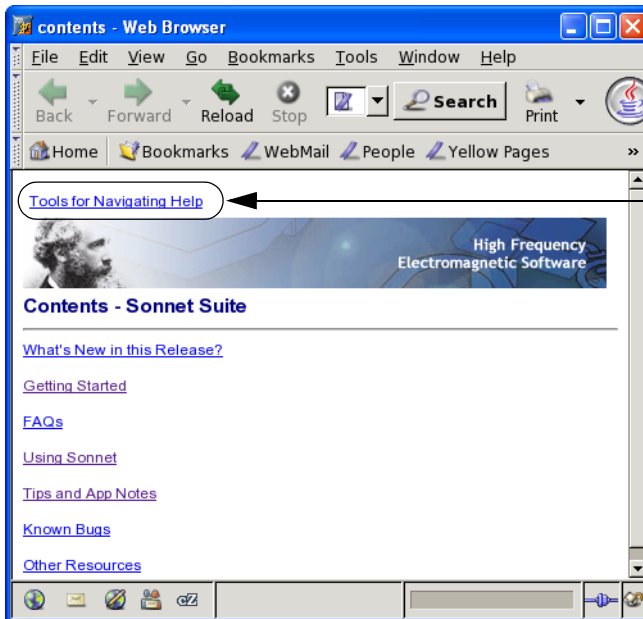 contents - Web Browser
File Edit View Go Bookmarks Tools Window Help
Back Forward Reload Stop Search Print
Home Bookmarks WebMail People Yellow Pages »
Tools for Navigating Help
High Frequency
Electromagnetic Software
Contents - Sonnet Suite
What's New in this Release?
Getting Started
FAQs
Using Sonnet
Tips and App Notes
Known Bugs
Other Resources